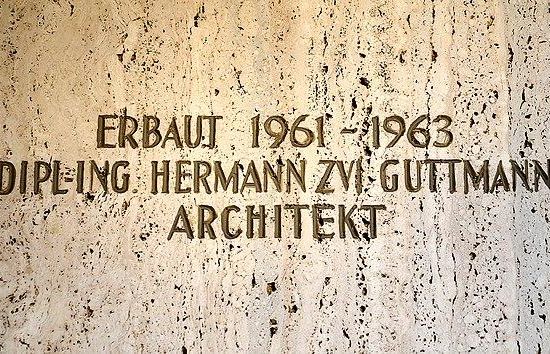 ERBAUT 1961 - 1963
DIPL-ING. HERMANN ZVI GUTTMANN
ARCHITEKT